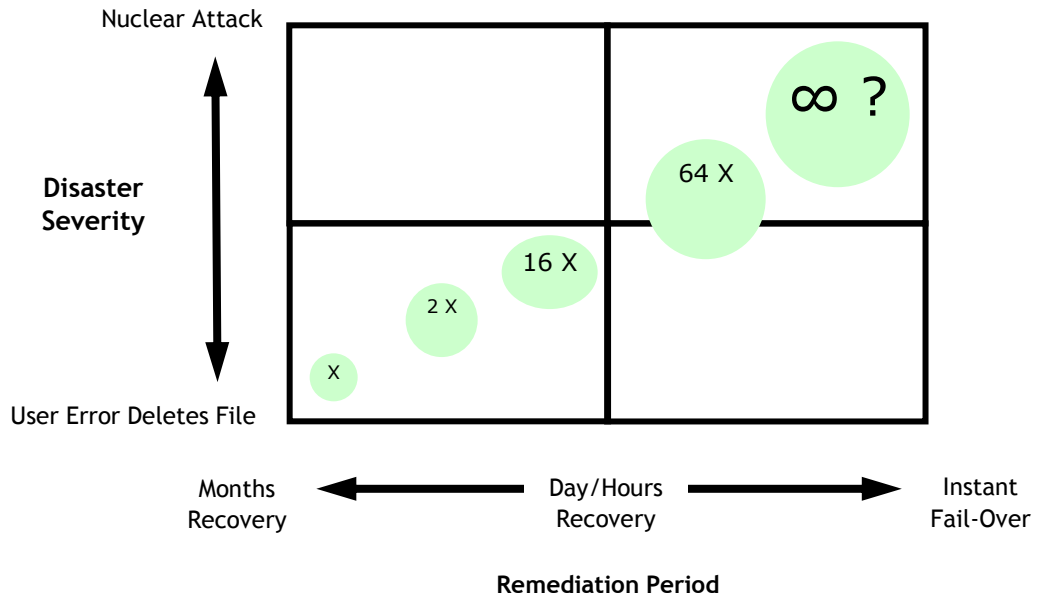 Nuclear Attack
∞ ?
64 X
Disaster
Severity
16 X
2 X
X
User Error Deletes File
Months
Recovery
Day/Hours
Recovery
Instant
Fail-Over
Remediation Period